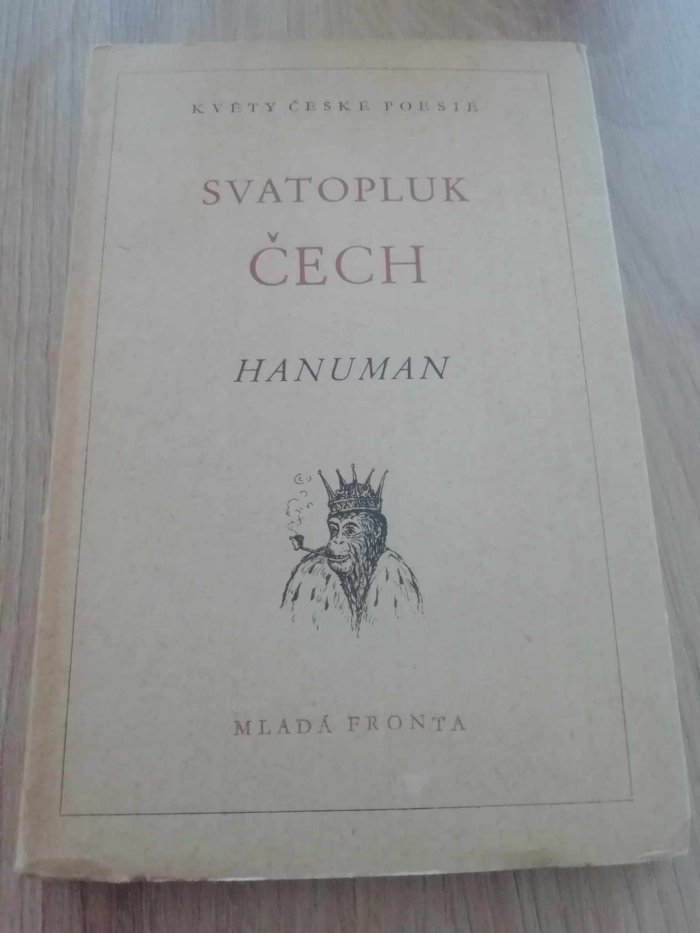 KVĚTY ČESKÉ POESIE
SVATOPLUK
ČECH
HANUMAN
MLADÁ FRONTA